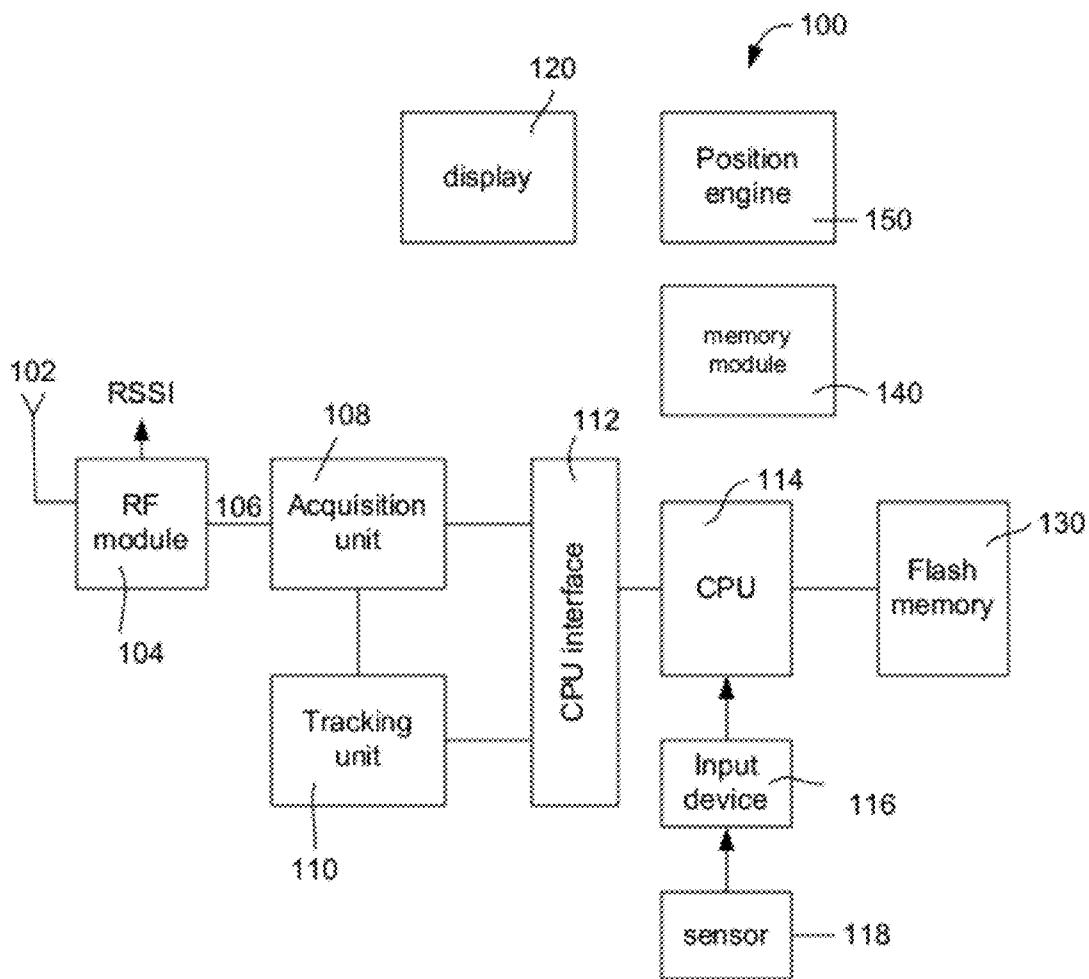 100
120
display
Position
engine
150
memory
module
140
102
RSSI
108
112
114
130
RF
module
106
Acquisition
unit
CPU interface
CPU
Flash
memory
104
Tracking
unit
110
Input
device
116
sensor
118